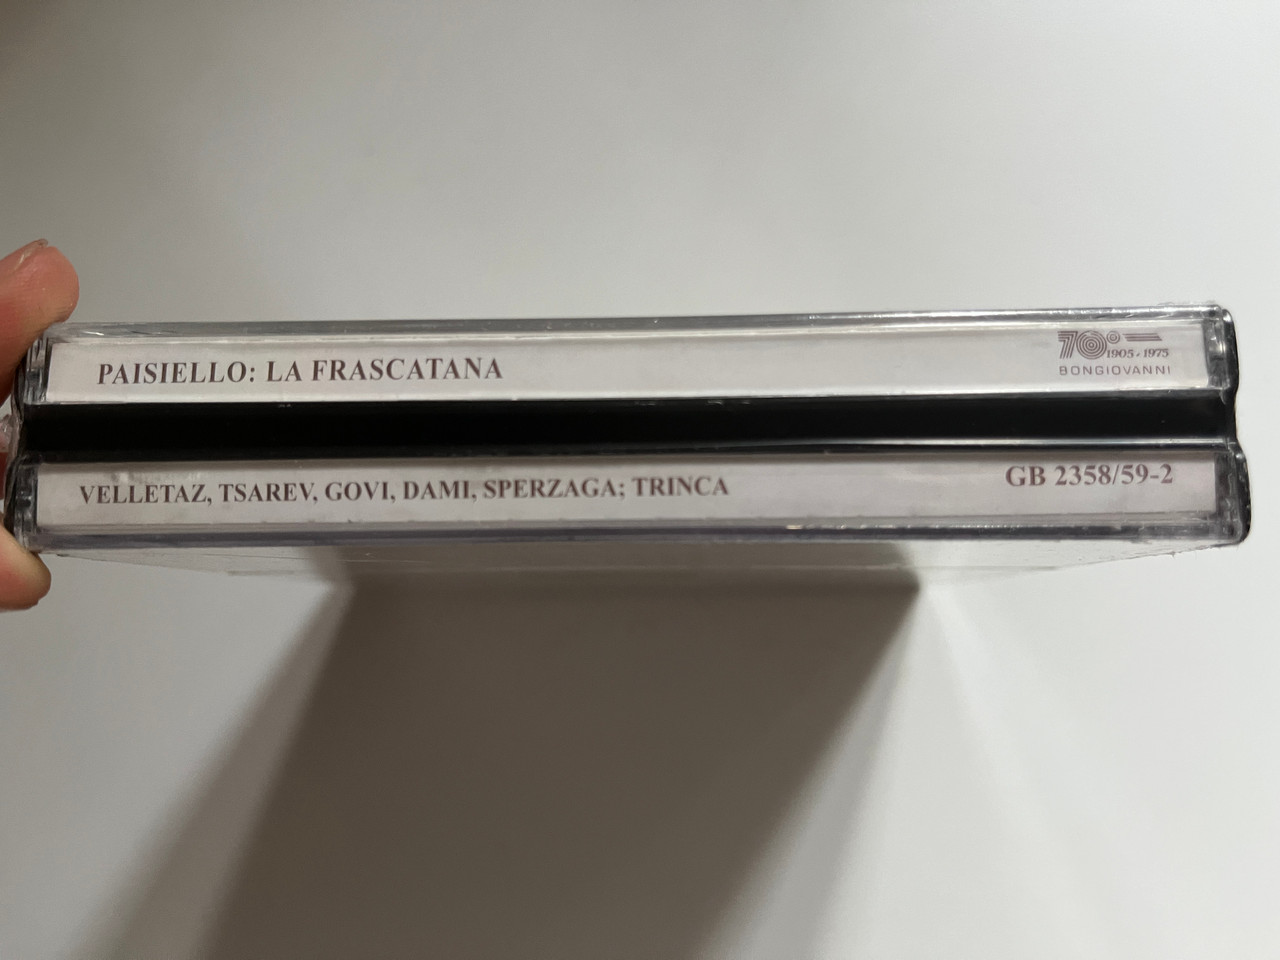 PAISIELLO: LA FRASCATANA
70°
1905 - 1975
BONGIOVANNI
VELLETAZ, TSAREV, GOVI, DAMI, SPERZAGA; TRINCA
GB 2358/59-2